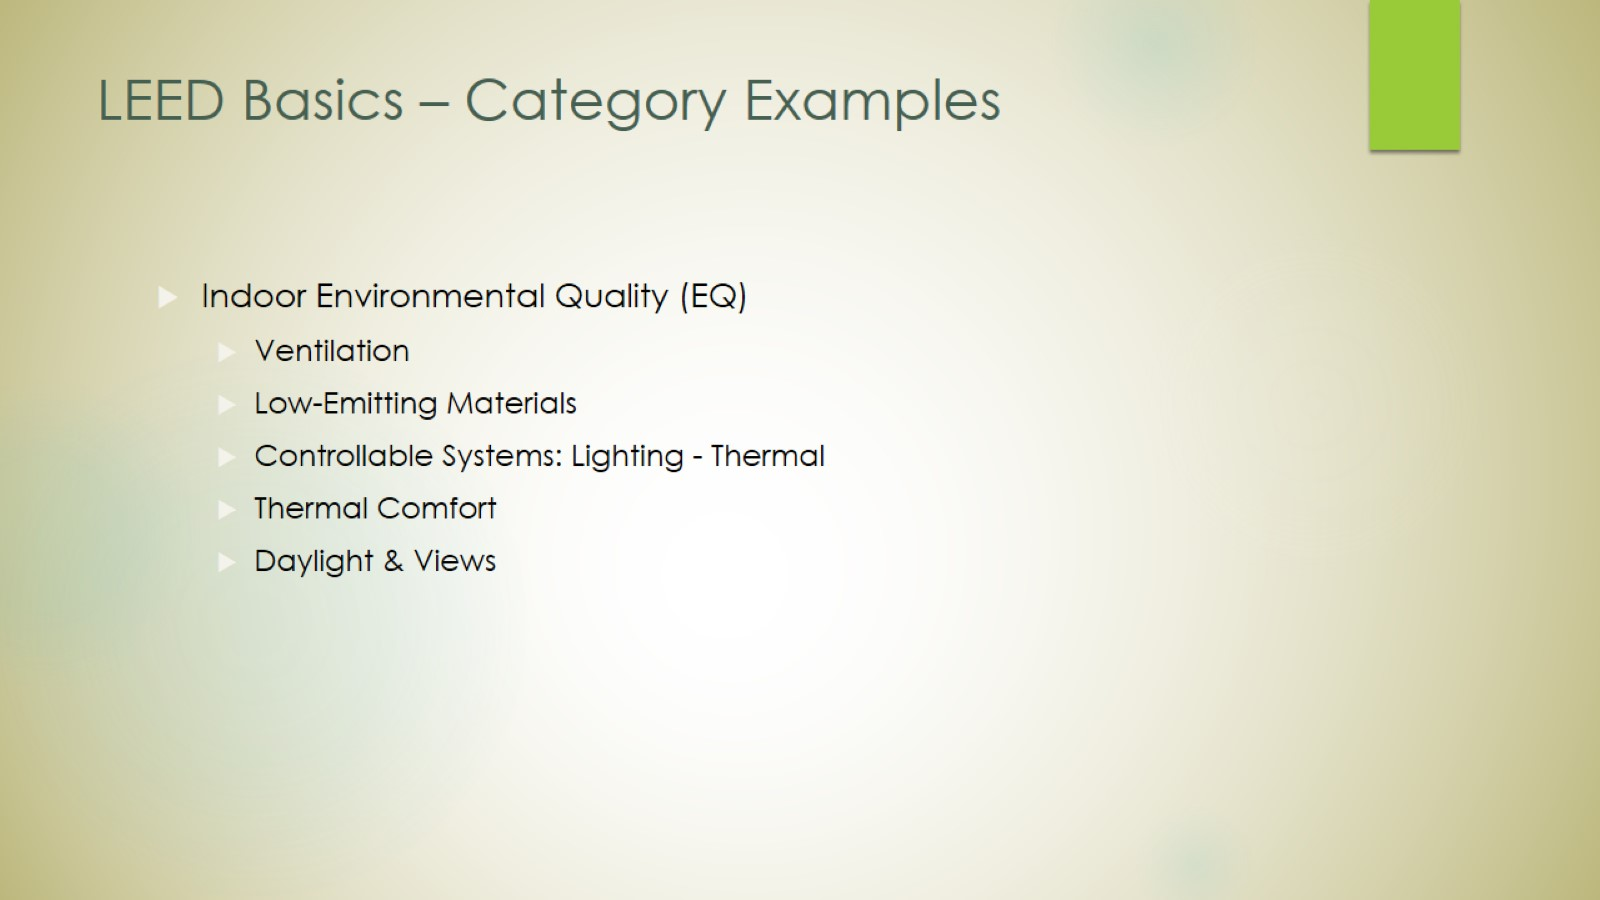 LEED Basics – Category Examples
Indoor Environmental Quality (EQ)
Ventilation
Low-Emitting Materials
Controllable Systems: Lighting - Thermal
Thermal Comfort
Daylight & Views